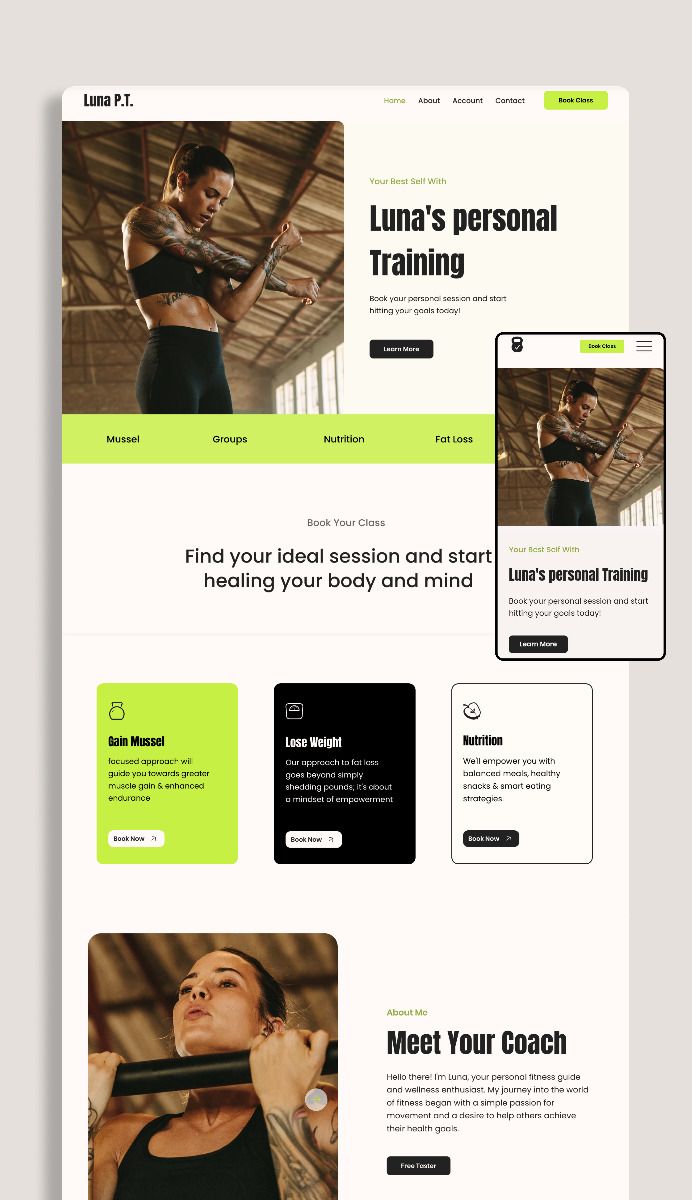 Luna P.T.
Home About Account Contact Book Class
Your Best Self With
Luna's personal
Training
Book your personal session and start
hitting your goals today!
Learn More
Mussel Groups Nutrition Fat Loss
Book Class
Your Best Self With
Luna's personal Training
Book your personal session and start
hitting your goals today!
Learn More
Book Your Class
Find your ideal session and start
healing your body and mind
Gain Mussel
focused approach will
guide you towards greater
muscle gain & enhanced
endurance
Book Now
Lose Weight
Our approach to fat loss
goes beyond simply
shedding pounds, it's about
a mindset of empowerment
Book Now
Nutrition
We'll empower you with
balanced meals, healthy
snacks & smart eating
strategies
Book Now
About Me
Meet Your Coach
Hello there! I'm Luna, your personal fitness guide
and wellness enthusiast. My journey into the world
of fitness began with a simple passion for
movement and a desire to help others achieve
their health goals.
Free Taster